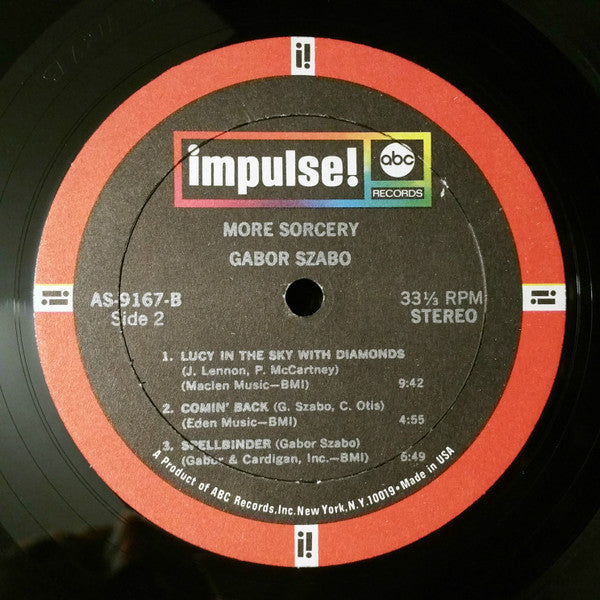 i!
impulse!
abc
RECORDS
MORE SORCERY
GABOR SZABO
AS-9167-B
Side 2
33⅓ RPM
STEREO
1. LUCY IN THE SKY WITH DIAMONDS
(J. Lennon, P. McCartney)
(Maclen Music—BMI) 9:42
2. COMIN' BACK (G. Szabo, C. Otis)
(Eden Music—BMI) 4:55
3. SPELLBINDER (Gabor Szabo)
(Gabor & Cardigan, Inc.—BMI) 6:49
A Product of ABC Records, Inc. New York, N.Y. 10019 • Made in USA
i!
i!
i!